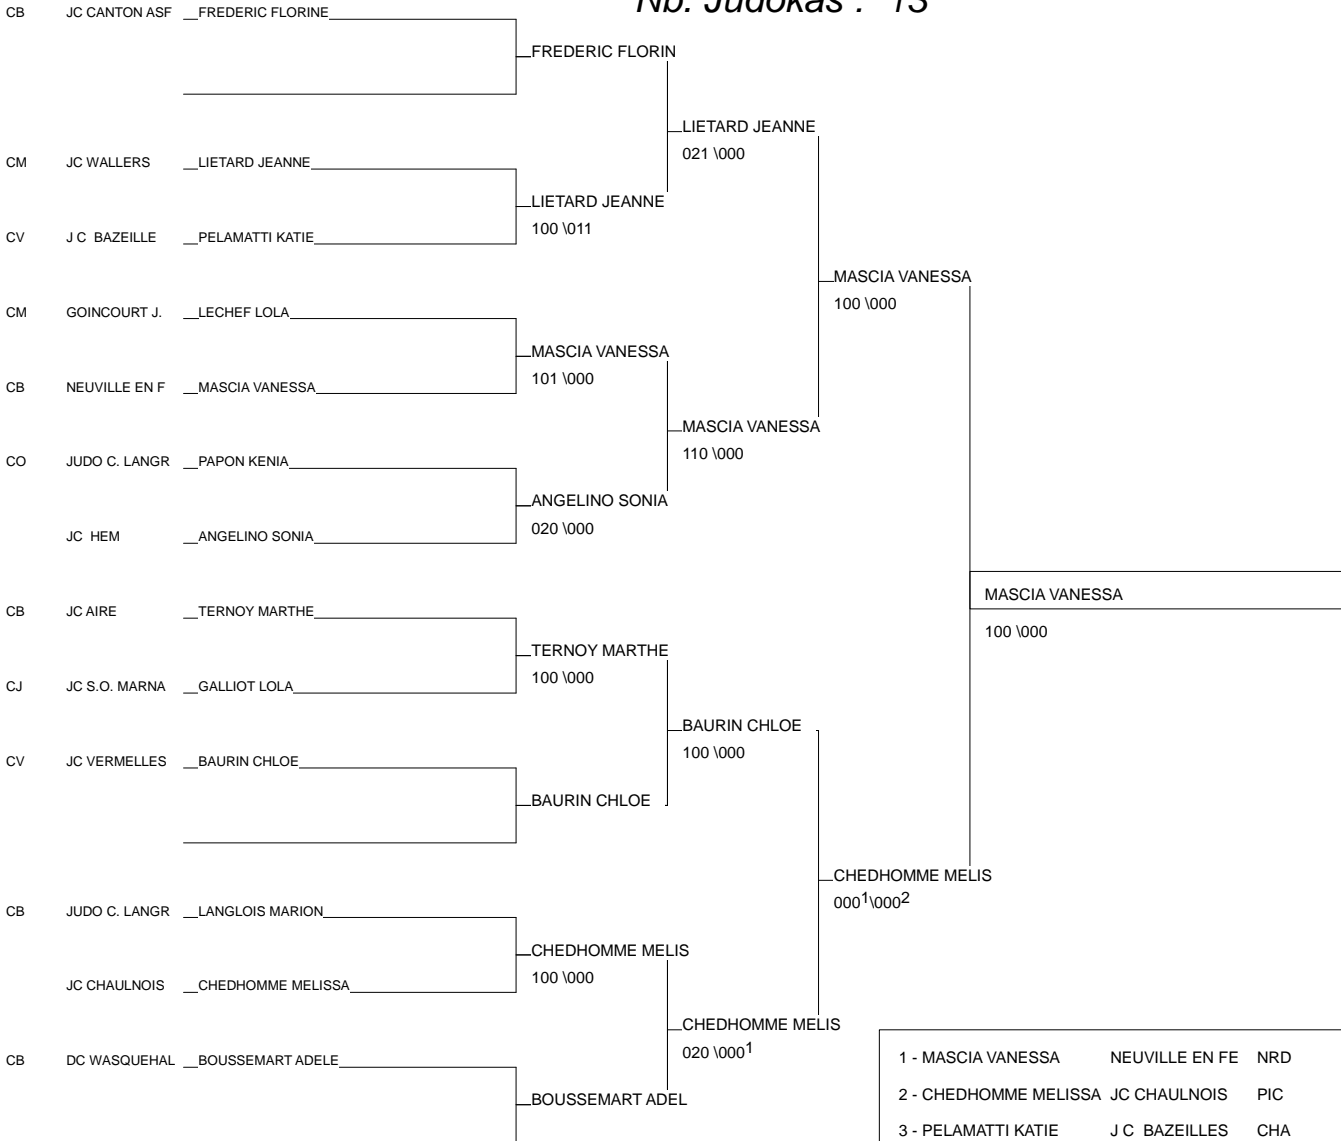 Nb. Judokas : 13
CB JC CANTON ASF FREDERIC FLORINE
FREDERIC FLORIN
LIETARD JEANNE
021 \000
CM JC WALLERS LIETARD JEANNE
LIETARD JEANNE
100 \011
CV J C BAZEILLE PELAMATTI KATIE
MASCIA VANESSA
100 \000
CM GOINCOURT J. LECHEF LOLA
MASCIA VANESSA
101 \000
CB NEUVILLE EN F MASCIA VANESSA
MASCIA VANESSA
110 \000
CO JUDO C. LANGR PAPON KENIA
ANGELINO SONIA
020 \000
JC HEM ANGELINO SONIA
MASCIA VANESSA
100 \000
CB JC AIRE TERNOY MARTHE
TERNOY MARTHE
100 \000
CJ JC S.O. MARNA GALLIOT LOLA
BAURIN CHLOE
100 \000
CV JC VERMELLES BAURIN CHLOE
BAURIN CHLOE
CHEDHOMME MELIS
0001\0002
CB JUDO C. LANGR LANGLOIS MARION
CHEDHOMME MELIS
100 \000
JC CHAULNOIS CHEDHOMME MELISSA
CHEDHOMME MELIS
020 \0001
CB DC WASQUEHAL BOUSSEMART ADELE
BOUSSEMART ADEL
1 - MASCIA VANESSA NEUVILLE EN FE NRD
2 - CHEDHOMME MELISSA JC CHAULNOIS PIC
3 - PELAMATTI KATIE J C BAZEILLES CHA